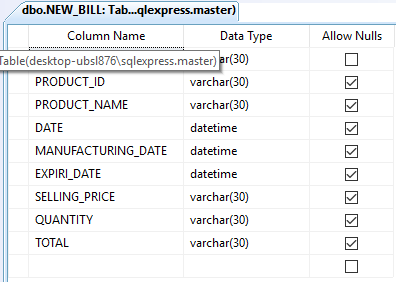 dbo.NEW_BILL: Tab...qlexpress.master)
Column Name Data Type Allow Nulls
Table(desktop-ubsl876\sqlexpress.master) r(30)
PRODUCT_ID varchar(30)
PRODUCT_NAME varchar(30)
DATE datetime
MANUFACTURING_DATE datetime
EXPIRI_DATE datetime
SELLING_PRICE varchar(30)
QUANTITY varchar(30)
TOTAL varchar(30)